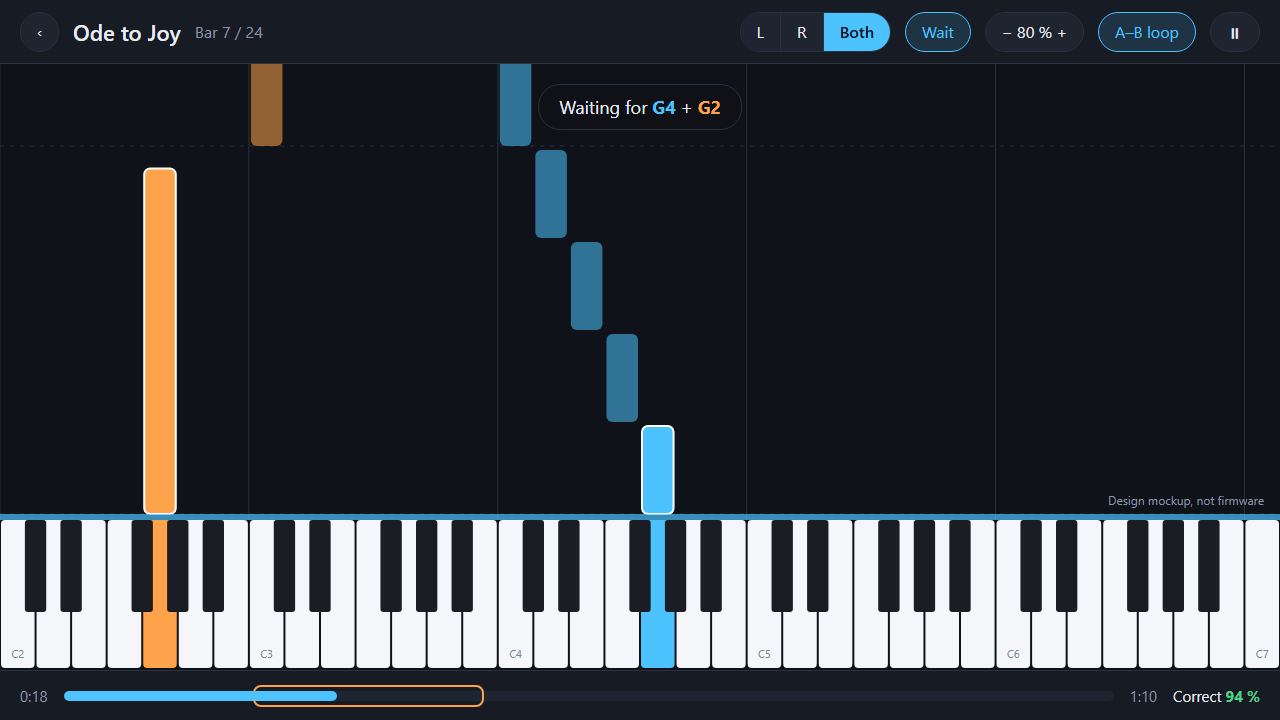 ‹ Ode to Joy Bar 7 / 24 L R Both Wait − 80 % + A–B loop
Waiting for G4 + G2
Design mockup, not firmware
C2 C3 C4 C5 C6 C7
0:18 1:10 Correct 94 %